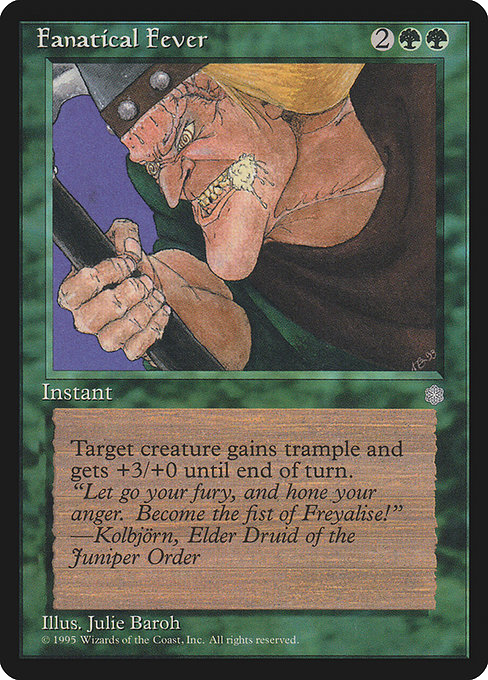 Fanatical Fever 2
Instant
Target creature gains trample and
gets +3/+0 until end of turn.
“Let go your fury, and hone your
anger. Become the fist of Freyalise!”
—Kolbjörn, Elder Druid of the
Juniper Order
Illus. Julie Baroh
© 1995 Wizards of the Coast, Inc. All rights reserved.